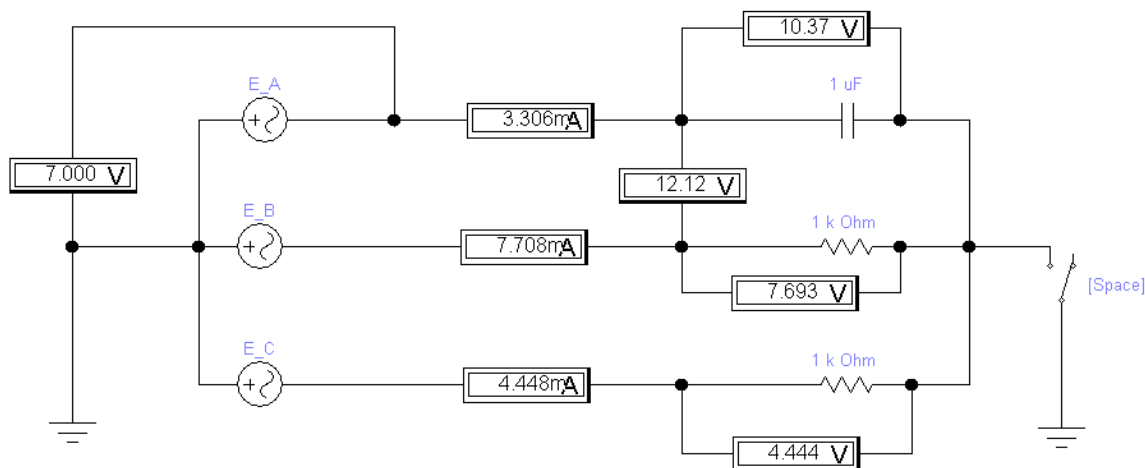 10.37 V
E_A
1 uF
3.306mA
7.000 V
12.12 V
E_B
1 k Ohm
7.708mA
[Space]
7.693 V
E_C
1 k Ohm
4.448mA
4.444 V